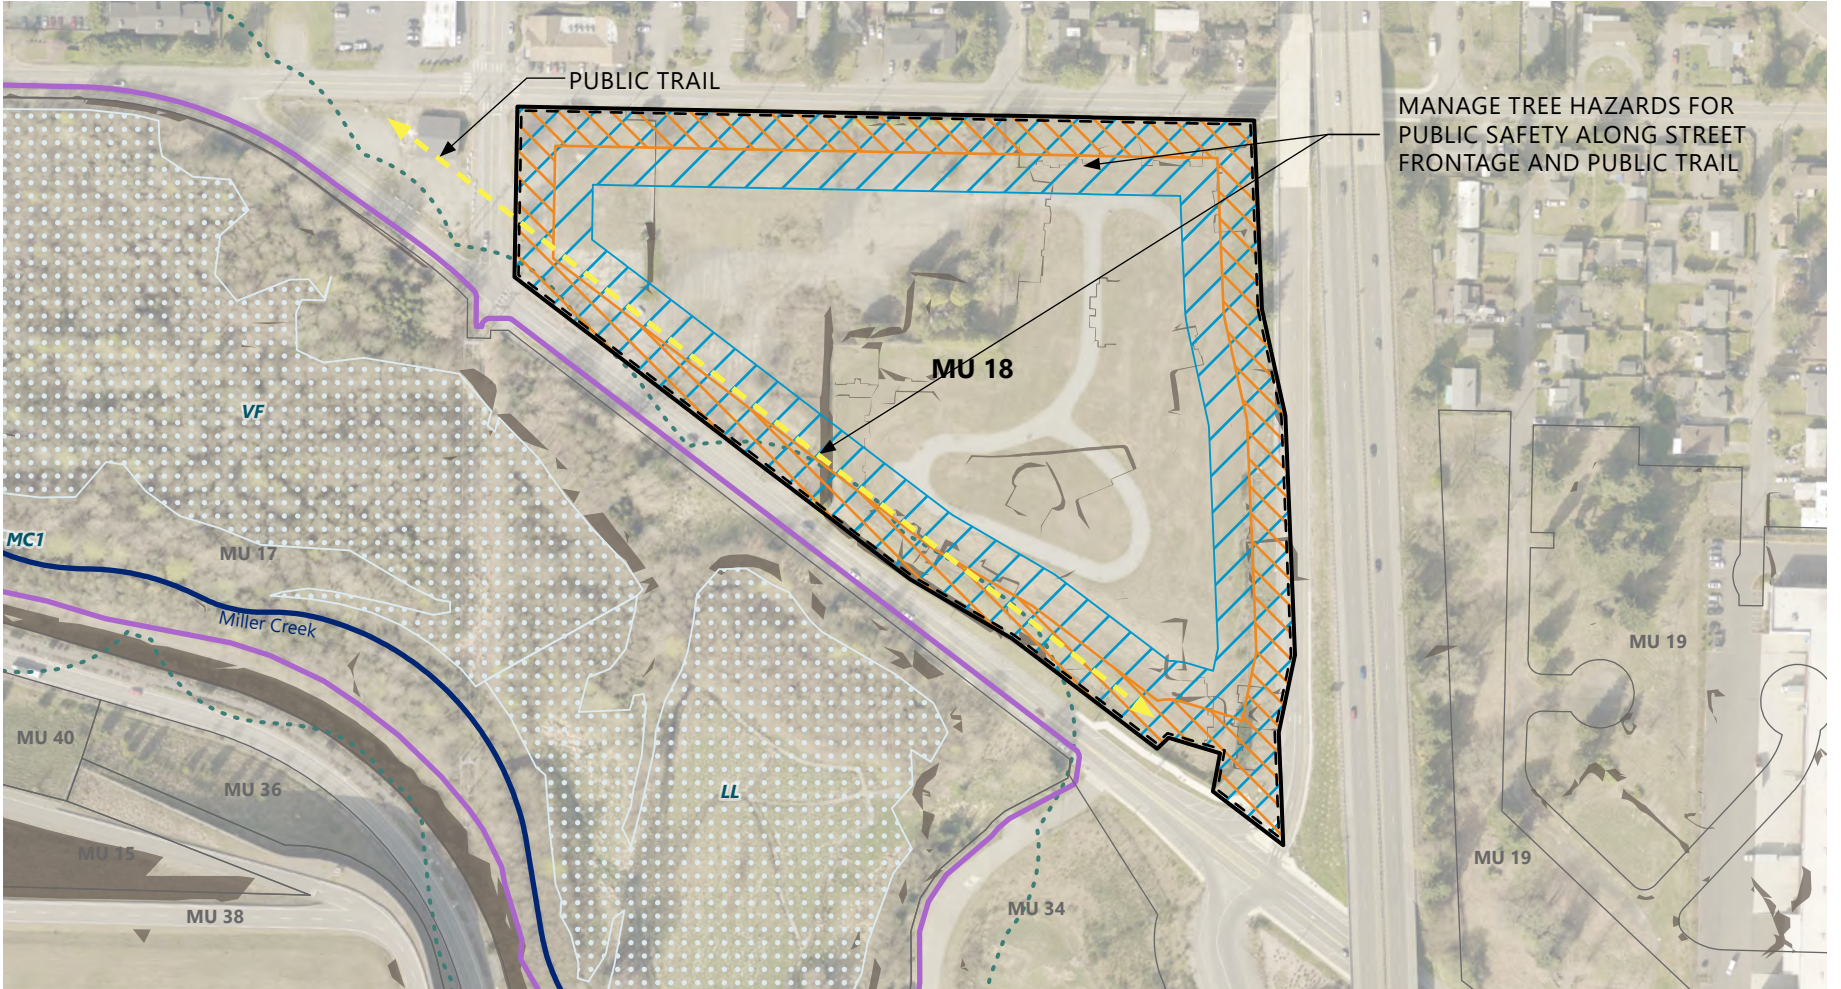 PUBLIC TRAIL
MANAGE TREE HAZARDS FOR
PUBLIC SAFETY ALONG STREET
FRONTAGE AND PUBLIC TRAIL
MU 18
VF
MC1
MU 17
Miller Creek
MU 19
MU 40
MU 36
LL
MU 15
MU 19
MU 38
MU 34